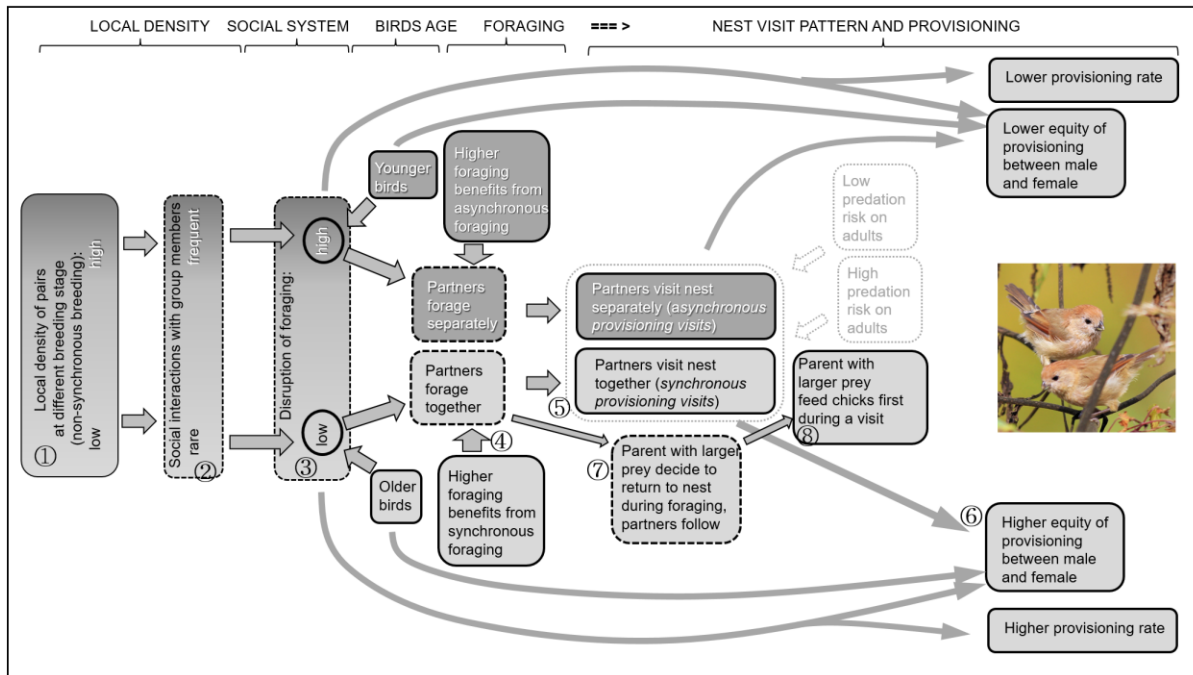 LOCAL DENSITY
SOCIAL SYSTEM
BIRDS AGE
FORAGING
=== >
NEST VISIT PATTERN AND PROVISIONING
Local density of pairs
at different breeding stage
(non-synchronous breeding):
high
low
①
Social interactions with group members
frequent
rare
②
Disruption of foraging:
high
low
③
Younger
birds
Older
birds
Higher
foraging
benefits from
asynchronous
foraging
Partners
forage
separately
Partners
forage
together
④
Higher
foraging
benefits from
synchronous
foraging
Partners visit nest
separately (asynchronous
provisioning visits)
Partners visit nest
together (synchronous
provisioning visits)
⑤
Low
predation
risk on
adults
High
predation
risk on
adults
⑦
Parent with larger
prey decide to
return to nest
during foraging,
partners follow
Parent with
larger prey
feed chicks first
during a visit
⑧
Lower provisioning rate
Lower equity of
provisioning
between male
and female
⑥
Higher equity of
provisioning
between male
and female
Higher provisioning rate